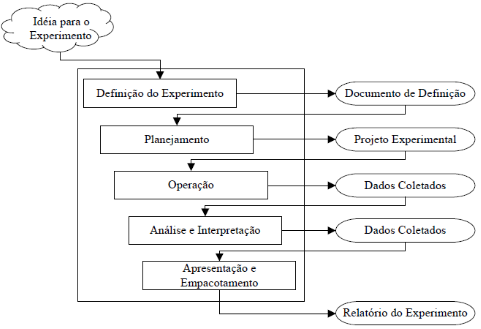 Idéia para o
Experimento
Definição do Experimento
Documento de Definição
Planejamento
Projeto Experimental
Operação
Dados Coletados
Análise e Interpretação
Dados Coletados
Apresentação e
Empacotamento
Relatório do Experimento